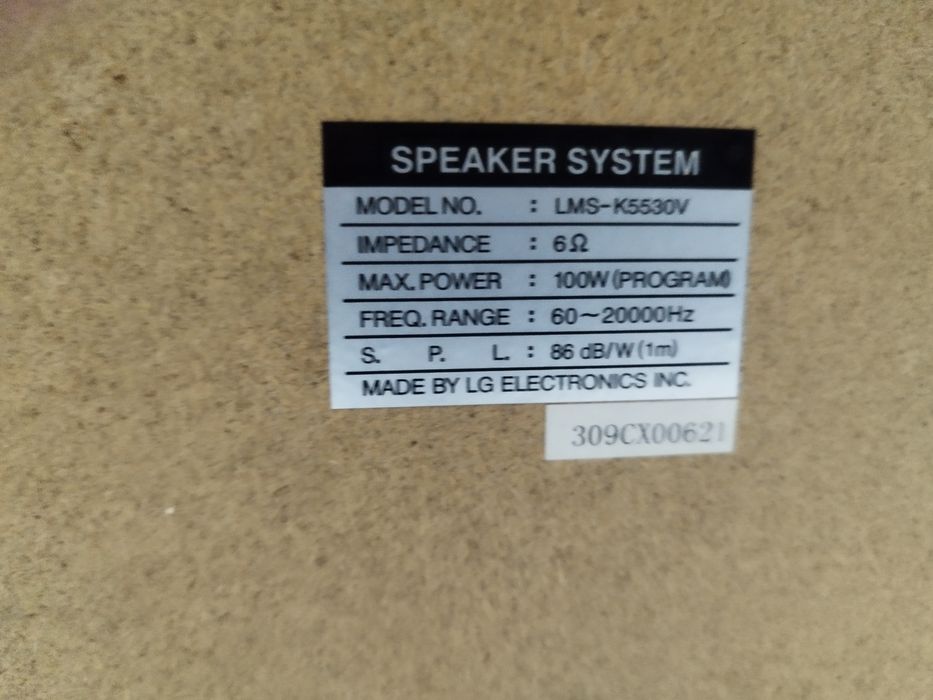 SPEAKER SYSTEM
MODEL NO. : LMS-K5530V
IMPEDANCE : 6Ω
MAX. POWER : 100W (PROGRAM)
FREQ. RANGE : 60~20000Hz
S. P. L. : 86 dB/W (1m)
MADE BY LG ELECTRONICS INC.
309CX00621